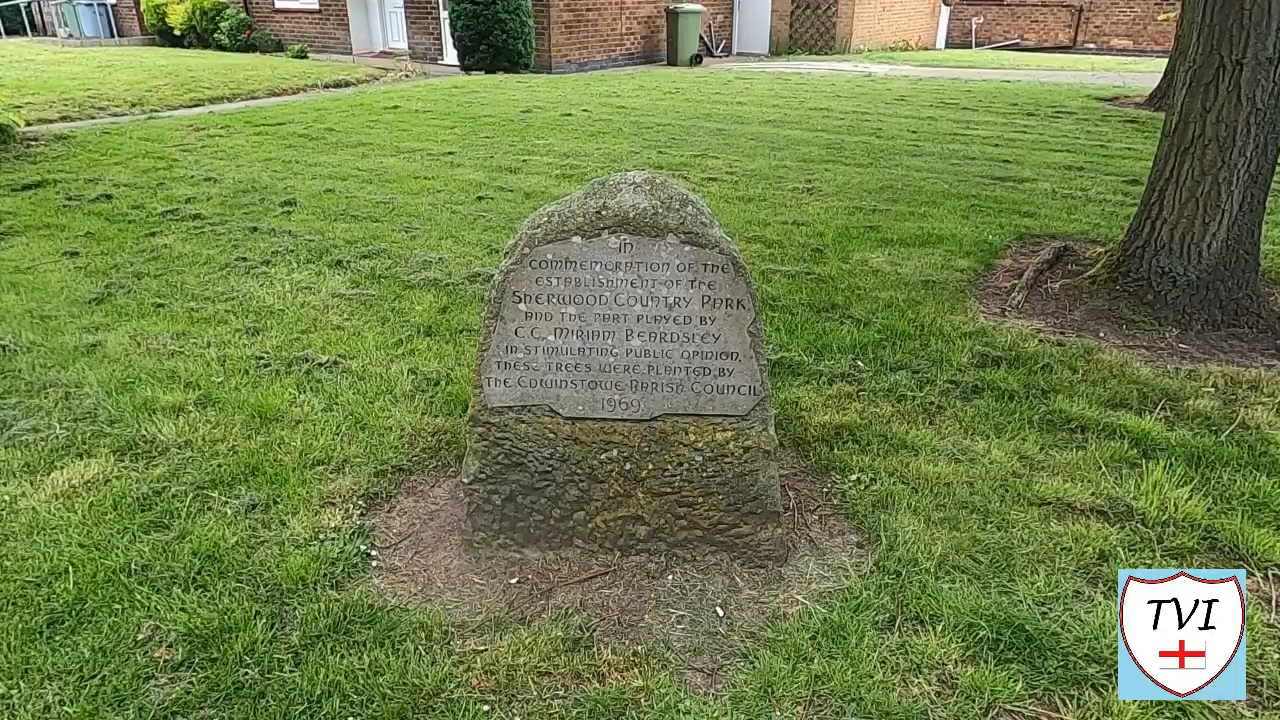 IN
COMMEMORATION OF THE
ESTABLISHMENT OF THE
SHERWOOD COUNTRY PARK,
AND THE PART PLAYED BY
C.C. MIRIAM BEARDSLEY
IN STIMULATING PUBLIC OPINION,
THESE TREES WERE PLANTED BY
THE EDWINSTOWE PARISH COUNCIL
1969.
TVI